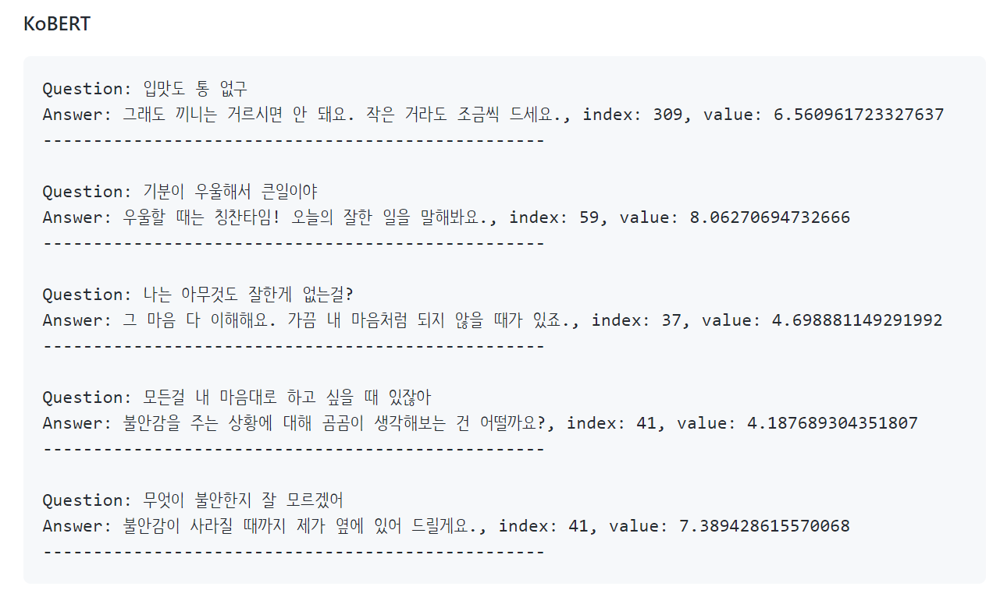 KoBERT
Question: 입맛도 통 없구
Answer: 그래도 끼니는 거르시면 안 돼요. 작은 거라도 조금씩 드세요., index: 309, value: 6.560961723327637
--------------------------------------------------
Question: 기분이 우울해서 큰일이야
Answer: 우울할 때는 칭찬타임! 오늘의 잘한 일을 말해봐요., index: 59, value: 8.06270694732666
--------------------------------------------------
Question: 나는 아무것도 잘한게 없는걸?
Answer: 그 마음 다 이해해요. 가끔 내 마음처럼 되지 않을 때가 있죠., index: 37, value: 4.698881149291992
--------------------------------------------------
Question: 모든걸 내 마음대로 하고 싶을 때 있잖아
Answer: 불안감을 주는 상황에 대해 곰곰이 생각해보는 건 어떨까요?, index: 41, value: 4.187689304351807
--------------------------------------------------
Question: 무엇이 불안한지 잘 모르겠어
Answer: 불안감이 사라질 때까지 제가 옆에 있어 드릴게요., index: 41, value: 7.389428615570068
--------------------------------------------------